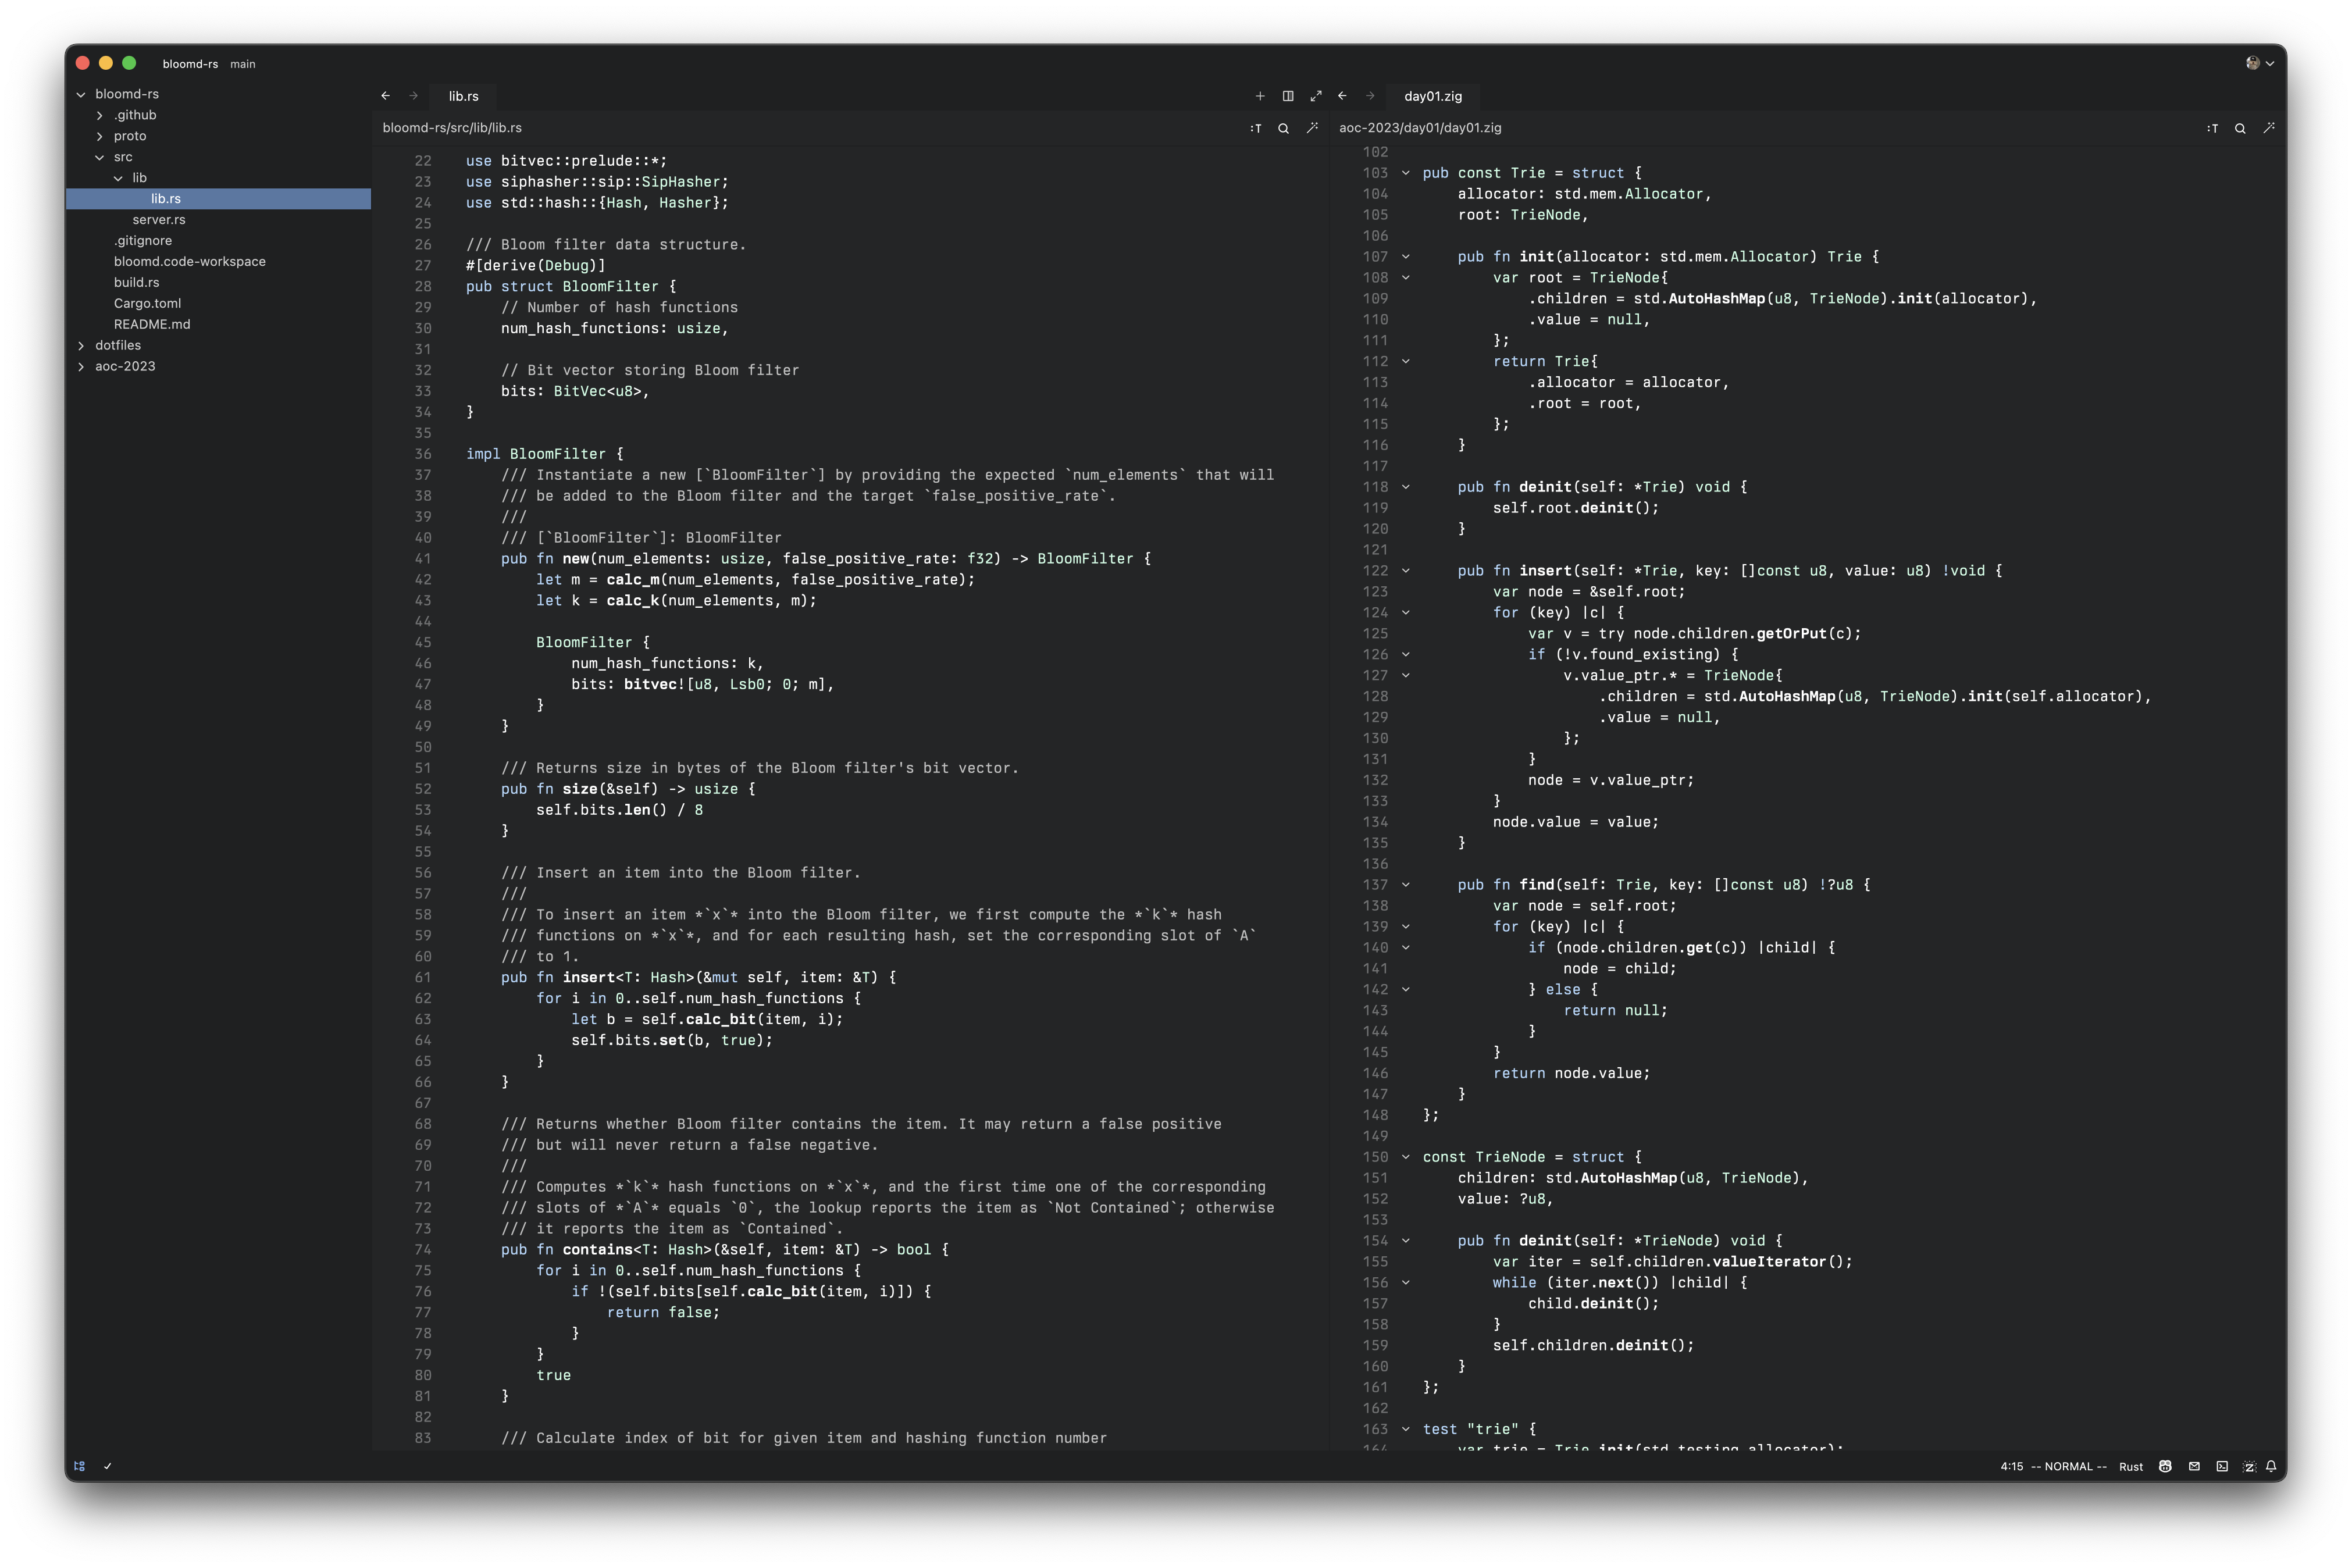 bloomd-rs main
bloomd-rs
.github
proto
src
lib
lib.rs
server.rs
.gitignore
bloomd.code-workspace
build.rs
Cargo.toml
README.md
dotfiles
aoc-2023
lib.rs
bloomd-rs/src/lib/lib.rs
:T
22 use bitvec::prelude::*;
23 use siphasher::sip::SipHasher;
24 use std::hash::{Hash, Hasher};
25
26 /// Bloom filter data structure.
27 #[derive(Debug)]
28 pub struct BloomFilter {
29     // Number of hash functions
30     num_hash_functions: usize,
31
32     // Bit vector storing Bloom filter
33     bits: BitVec<u8>,
34 }
35
36 impl BloomFilter {
37     /// Instantiate a new [`BloomFilter`] by providing the expected `num_elements` that will
38     /// be added to the Bloom filter and the target `false_positive_rate`.
39     ///
40     /// [`BloomFilter`]: BloomFilter
41     pub fn new(num_elements: usize, false_positive_rate: f32) -> BloomFilter {
42         let m = calc_m(num_elements, false_positive_rate);
43         let k = calc_k(num_elements, m);
44
45         BloomFilter {
46             num_hash_functions: k,
47             bits: bitvec![u8, Lsb0; 0; m],
48         }
49     }
50
51     /// Returns size in bytes of the Bloom filter's bit vector.
52     pub fn size(&self) -> usize {
53         self.bits.len() / 8
54     }
55
56     /// Insert an item into the Bloom filter.
57     ///
58     /// To insert an item *`x`* into the Bloom filter, we first compute the *`k`* hash
59     /// functions on *`x`*, and for each resulting hash, set the corresponding slot of `A`
60     /// to 1.
61     pub fn insert<T: Hash>(&mut self, item: &T) {
62         for i in 0..self.num_hash_functions {
63             let b = self.calc_bit(item, i);
64             self.bits.set(b, true);
65         }
66     }
67
68     /// Returns whether Bloom filter contains the item. It may return a false positive
69     /// but will never return a false negative.
70     ///
71     /// Computes *`k`* hash functions on *`x`*, and the first time one of the corresponding
72     /// slots of *`A`* equals `0`, the lookup reports the item as `Not Contained`; otherwise
73     /// it reports the item as `Contained`.
74     pub fn contains<T: Hash>(&self, item: &T) -> bool {
75         for i in 0..self.num_hash_functions {
76             if !(self.bits[self.calc_bit(item, i)]) {
77                 return false;
78             }
79         }
80         true
81     }
82
83     /// Calculate index of bit for given item and hashing function number
day01.zig
aoc-2023/day01/day01.zig
:T
102
103 pub const Trie = struct {
104     allocator: std.mem.Allocator,
105     root: TrieNode,
106
107     pub fn init(allocator: std.mem.Allocator) Trie {
108         var root = TrieNode{
109             .children = std.AutoHashMap(u8, TrieNode).init(allocator),
110             .value = null,
111         };
112         return Trie{
113             .allocator = allocator,
114             .root = root,
115         };
116     }
117
118     pub fn deinit(self: *Trie) void {
119         self.root.deinit();
120     }
121
122     pub fn insert(self: *Trie, key: []const u8, value: u8) !void {
123         var node = &self.root;
124         for (key) |c| {
125             var v = try node.children.getOrPut(c);
126             if (!v.found_existing) {
127                 v.value_ptr.* = TrieNode{
128                     .children = std.AutoHashMap(u8, TrieNode).init(self.allocator),
129                     .value = null,
130                 };
131             }
132             node = v.value_ptr;
133         }
134         node.value = value;
135     }
136
137     pub fn find(self: Trie, key: []const u8) !?u8 {
138         var node = self.root;
139         for (key) |c| {
140             if (node.children.get(c)) |child| {
141                 node = child;
142             } else {
143                 return null;
144             }
145         }
146         return node.value;
147     }
148 };
149
150 const TrieNode = struct {
151     children: std.AutoHashMap(u8, TrieNode),
152     value: ?u8,
153
154     pub fn deinit(self: *TrieNode) void {
155         var iter = self.children.valueIterator();
156         while (iter.next()) |child| {
157             child.deinit();
158         }
159         self.children.deinit();
160     }
161 };
162
163 test "trie" {
164     var trie = Trie.init(std.testing.allocator);
4:15 -- NORMAL -- Rust